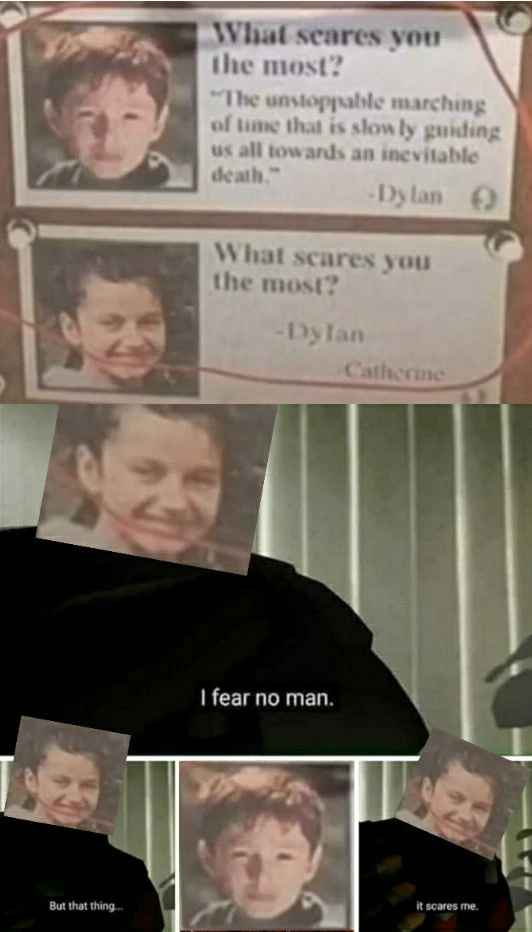 What scares you
the most?
"The unstoppable marching
of time that is slowly guiding
us all towards an inevitable
death."
-Dylan
What scares you
the most?
-Dylan
-Catherine
I fear no man.
But that thing...
it scares me.